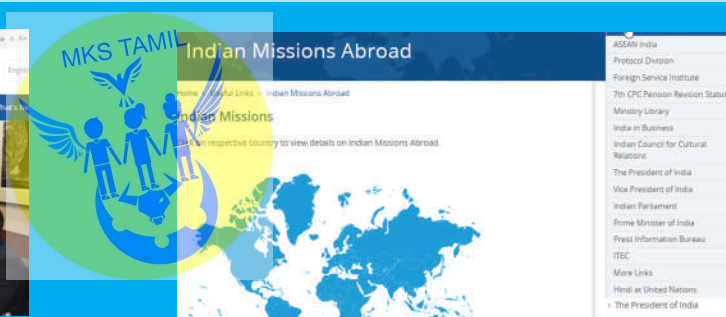 A A+
English
What's N
MKS TAMIL
Indian Missions Abroad
Home » Useful Links » Indian Missions Abroad
Indian Missions
Click on respective country to view details on Indian Missions Abroad.
ASEAN India
Protocol Division
Foreign Service Institute
7th CPC Pension Revision Status
Ministry Library
India in Business
Indian Council for Cultural
Relations
The President of India
Vice President of India
Indian Parliament
Prime Minister of India
Press Information Bureau
ITEC
More Links
Hindi at United Nations
› The President of India